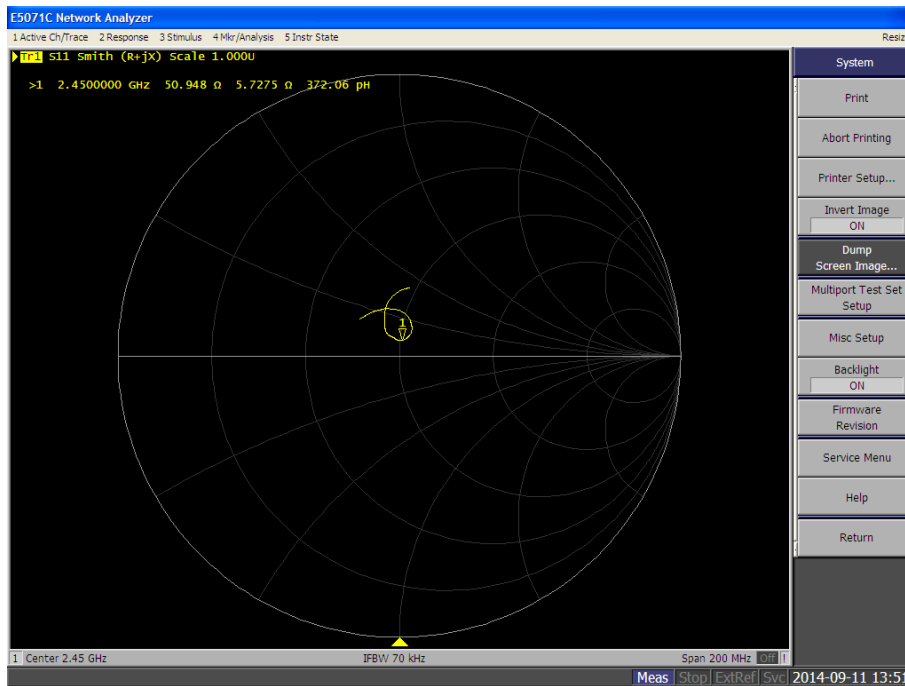 E5071C Network Analyzer
1 Active Ch/Trace 2 Response 3 Stimulus 4 Mkr/Analysis 5 Instr State
Resiz
Tr1 S11 Smith (R+jX) Scale 1.000U
>1 2.4500000 GHz 50.948 Ω 5.7275 Ω 372.06 pH
1
System
Print
Abort Printing
Printer Setup...
Invert Image
ON
Dump
Screen Image...
Multiport Test Set
Setup
Misc Setup
Backlight
ON
Firmware
Revision
Service Menu
Help
Return
1 Center 2.45 GHz
IFBW 70 kHz
Span 200 MHz Off !
Meas Stop ExtRef Svc 2014-09-11 13:51